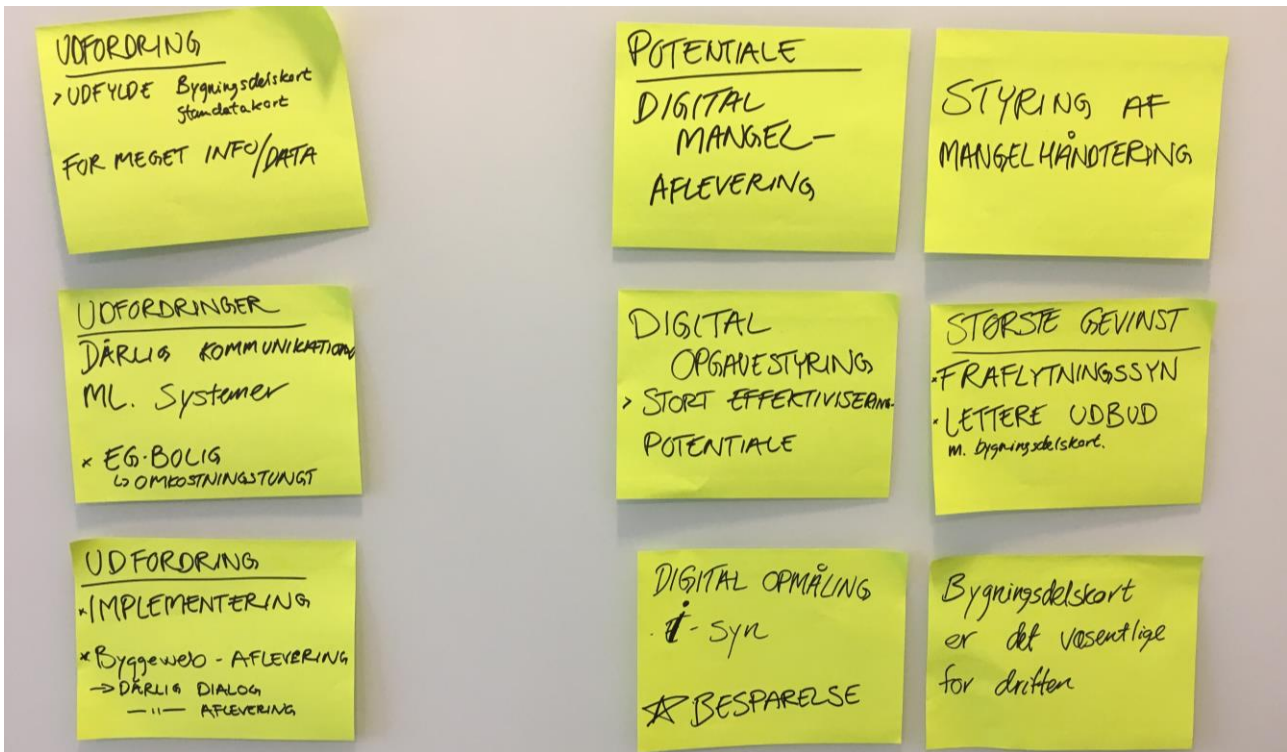 UDFORDRING
> UDFYLDE Bygningsdelskort
Stamdatakort
FOR MEGET INFO/DATA
UDFORDRINGER
DÅRLIG KOMMUNIKATION
ML. Systemer
* EG-BOLIG
↳ OMKOSTNINGSTUNGT
UDFORDRING
*IMPLEMENTERING
*Byggeweb - AFLEVERING
→ DÅRLIG DIALOG
—〃— AFLEVERING
POTENTIALE
DIGITAL
MANGEL-
AFLEVERING
STYRING AF
MANGELHÅNDTERING
DIGITAL
OPGAVESTYRING
> STORT EFFEKTIVISERING-
POTENTIALE
STØRSTE GEVINST
*FRAFLYTNINGSSYN
*LETTERE UDBUD
m. bygningsdelskort.
DIGITAL OPMÅLING
i-syn
☆ BESPARELSE
Bygningsdelskort
er det væsentlige
for driften